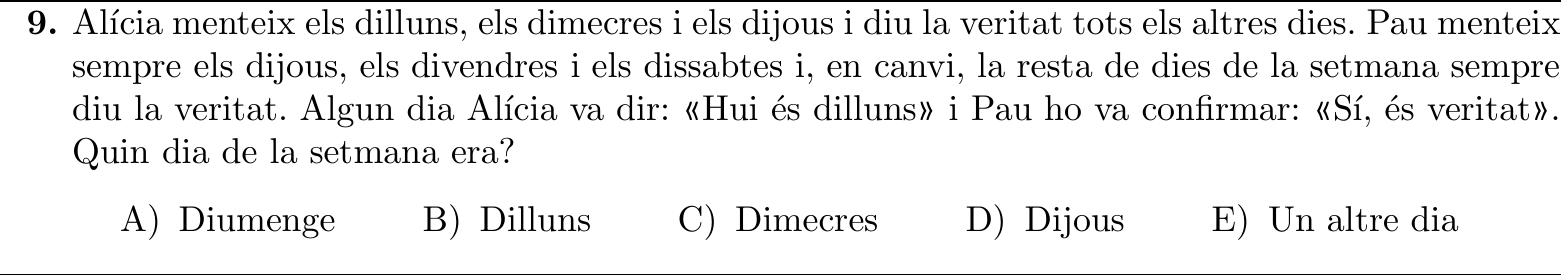 9. Alícia menteix els dilluns, els dimecres i els dijous i diu la veritat tots els altres dies. Pau menteix
sempre els dijous, els divendres i els dissabtes i, en canvi, la resta de dies de la setmana sempre
diu la veritat. Algun dia Alícia va dir: «Hui és dilluns» i Pau ho va confirmar: «Sí, és veritat».
Quin dia de la setmana era?
A) Diumenge B) Dilluns C) Dimecres D) Dijous E) Un altre dia